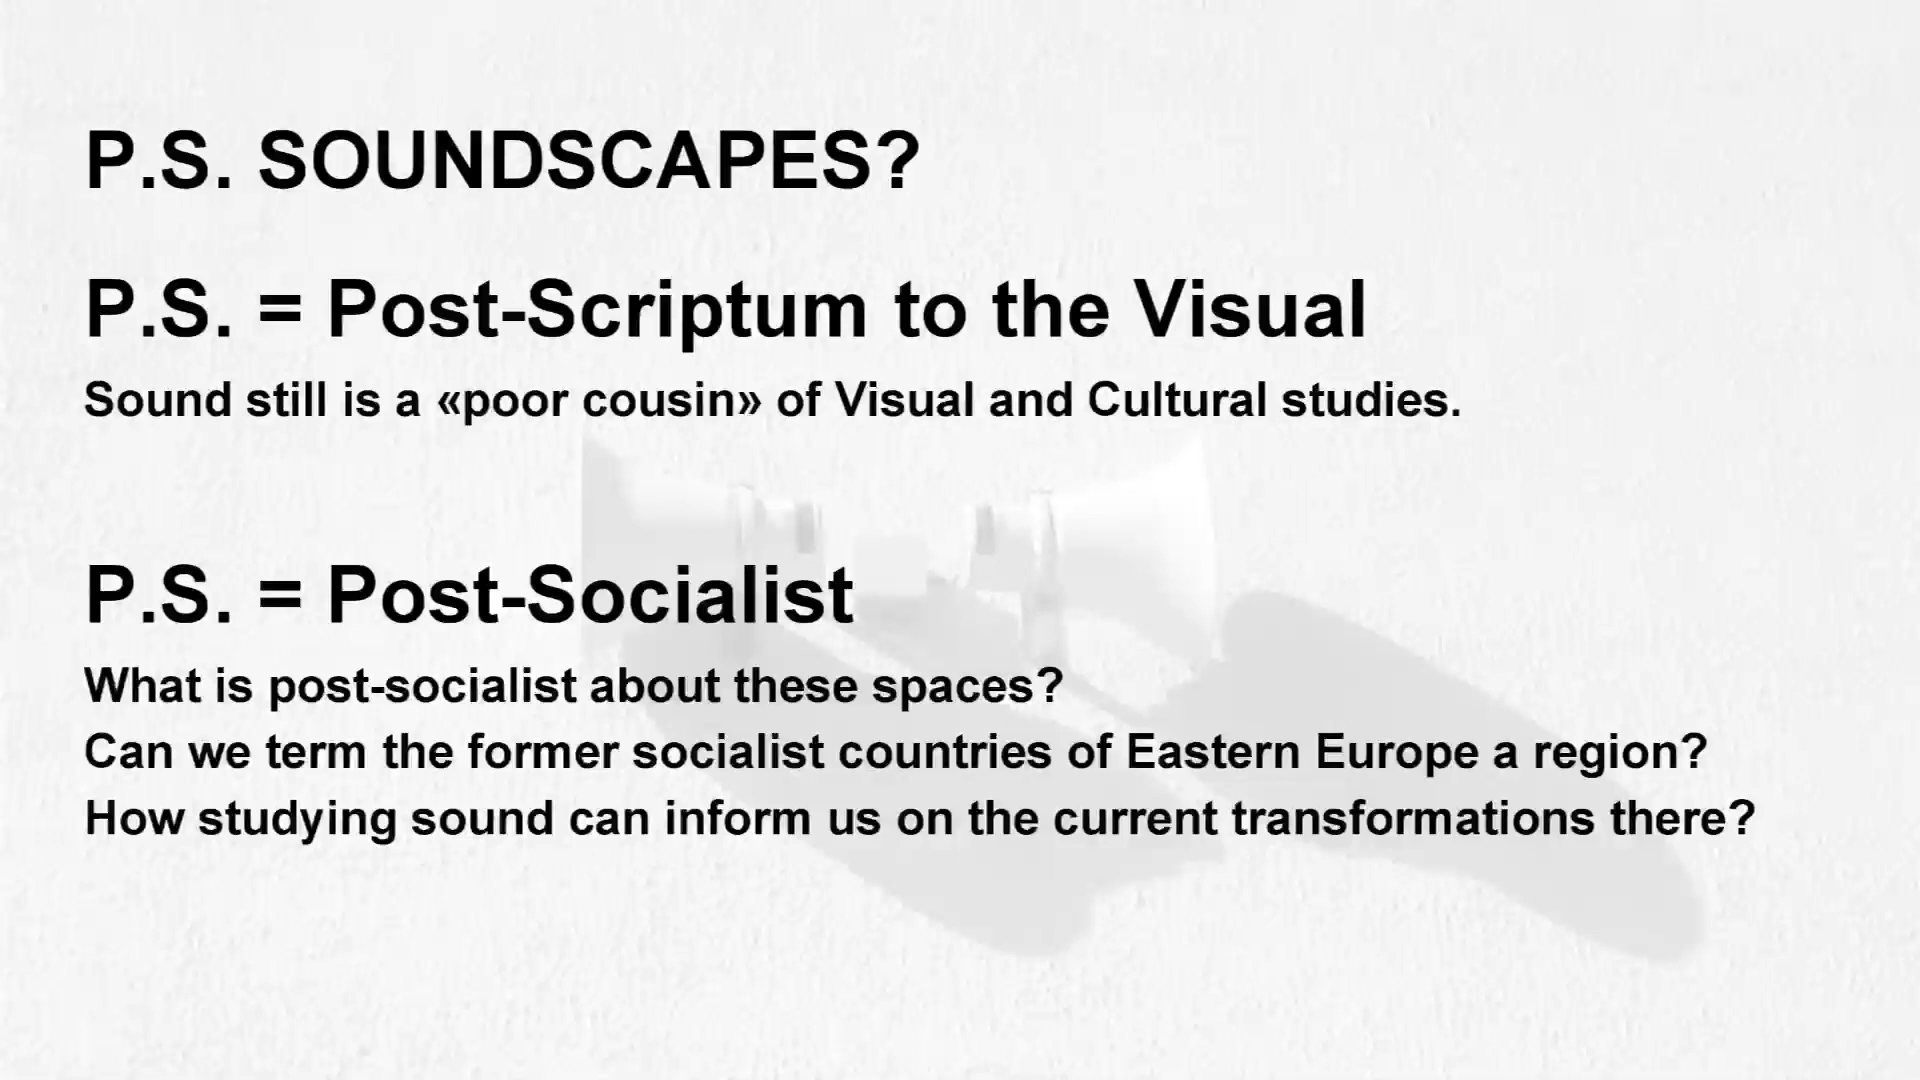 P.S. SOUNDSCAPES?
P.S. = Post-Scriptum to the Visual
Sound still is a «poor cousin» of Visual and Cultural studies.
P.S. = Post-Socialist
What is post-socialist about these spaces?
Can we term the former socialist countries of Eastern Europe a region?
How studying sound can inform us on the current transformations there?